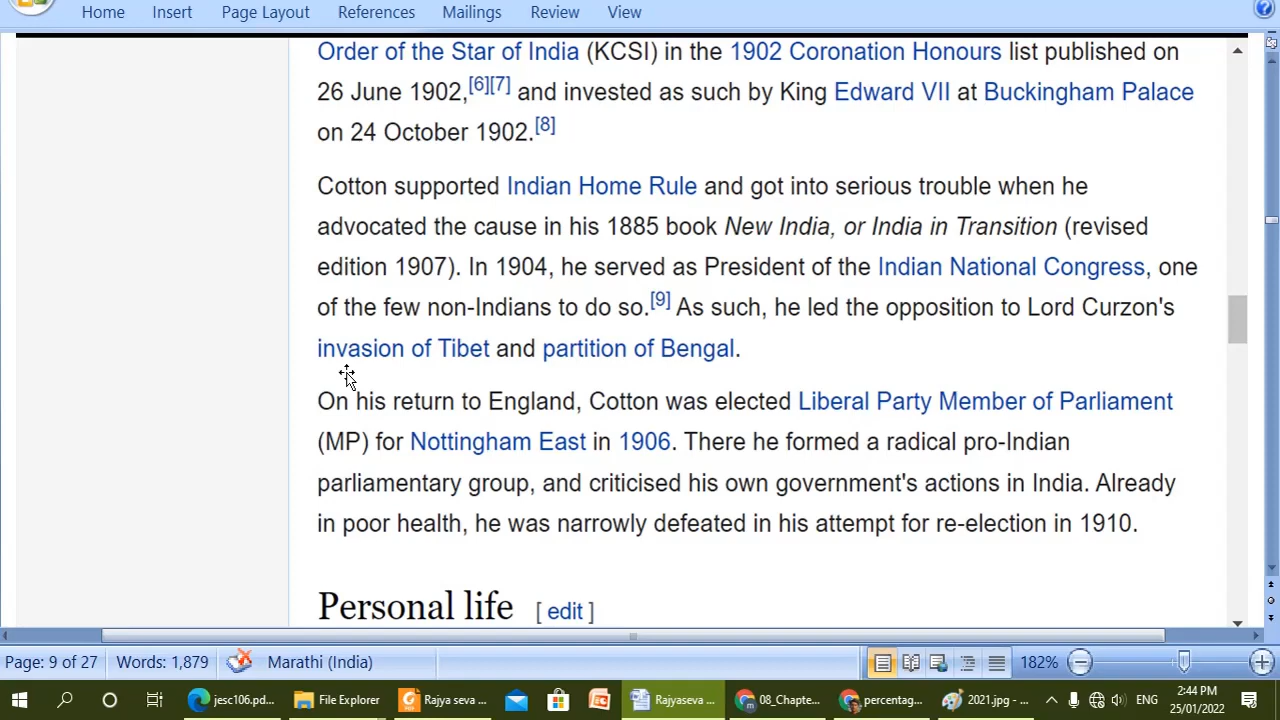 Home Insert Page Layout References Mailings Review View
Order of the Star of India (KCSI) in the 1902 Coronation Honours list published on
26 June 1902,[6][7] and invested as such by King Edward VII at Buckingham Palace
on 24 October 1902.[8]
Cotton supported Indian Home Rule and got into serious trouble when he
advocated the cause in his 1885 book New India, or India in Transition (revised
edition 1907). In 1904, he served as President of the Indian National Congress, one
of the few non-Indians to do so.[9] As such, he led the opposition to Lord Curzon's
invasion of Tibet and partition of Bengal.
On his return to England, Cotton was elected Liberal Party Member of Parliament
(MP) for Nottingham East in 1906. There he formed a radical pro-Indian
parliamentary group, and criticised his own government's actions in India. Already
in poor health, he was narrowly defeated in his attempt for re-election in 1910.
Personal life [ edit ]
Page: 9 of 27 Words: 1,879 Marathi (India) 182%
jesc106.pd... File Explorer Rajya seva ... Rajyaseva ... 08_Chapte... percentag... 2021.jpg - ... ENG 2:44 PM
25/01/2022